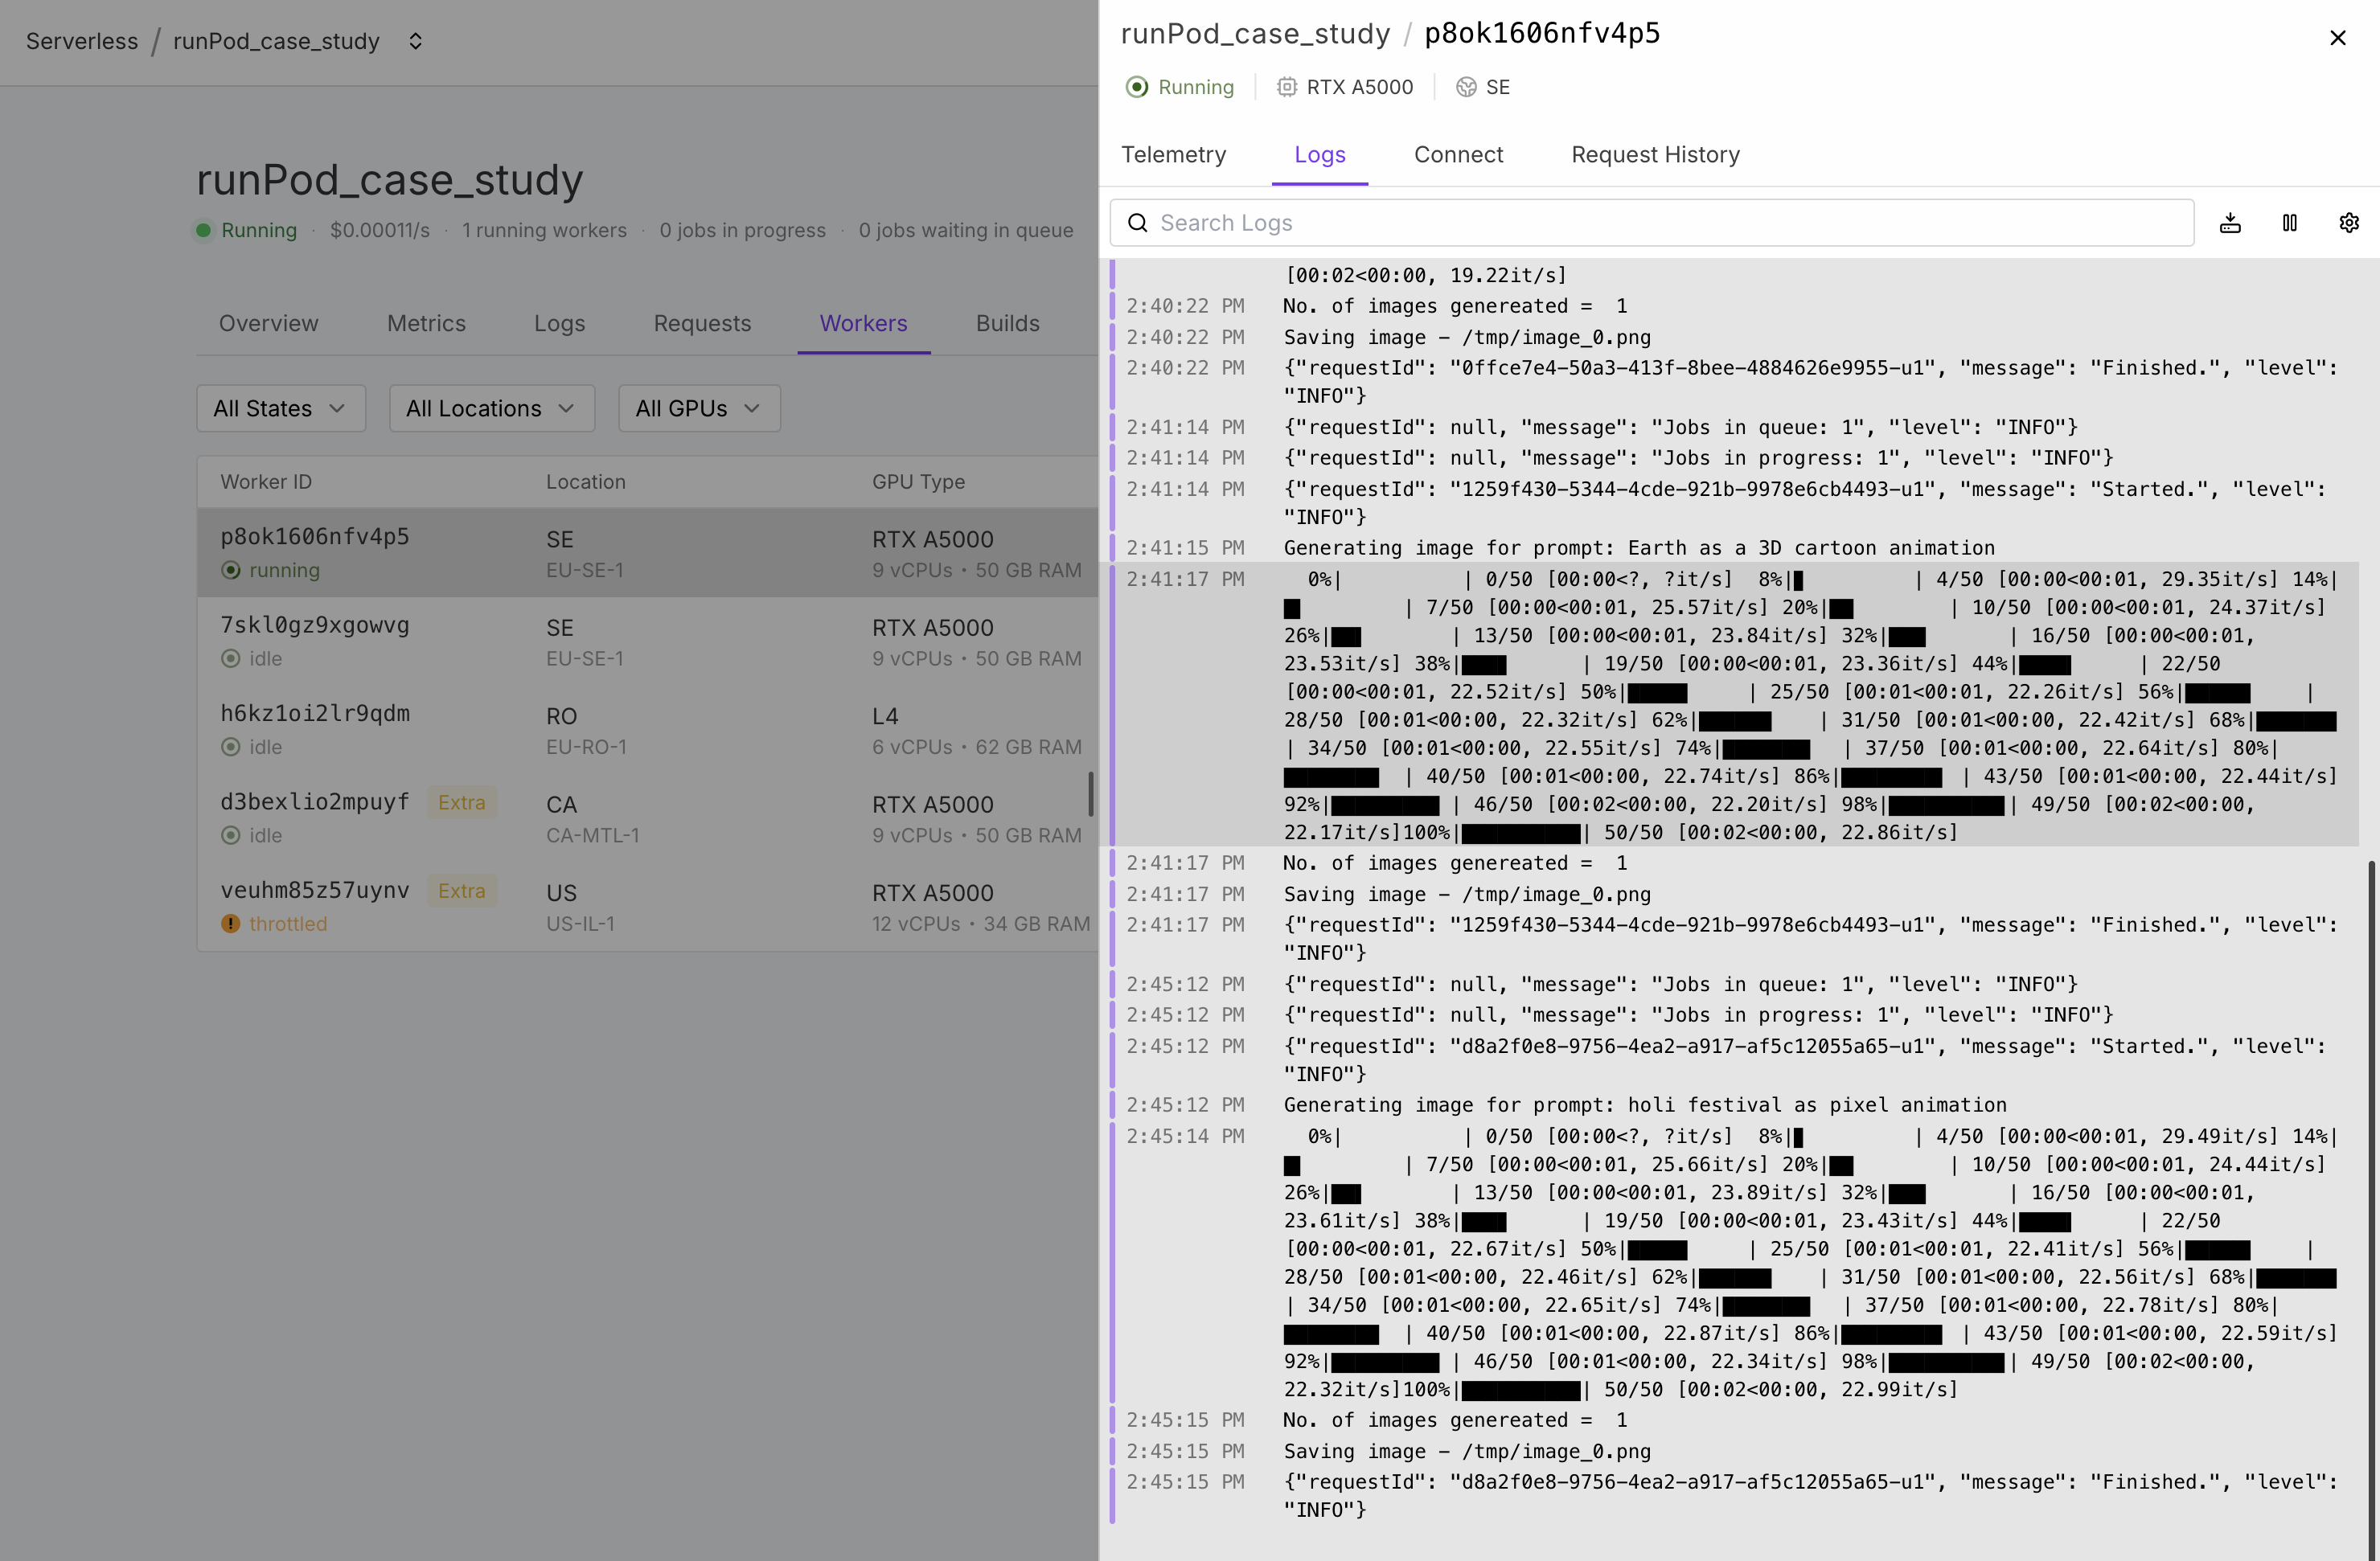 Serverless / runPod_case_study
runPod_case_study
Running · $0.00011/s · 1 running workers · 0 jobs in progress · 0 jobs waiting in queue
Overview Metrics Logs Requests Workers Builds
All States All Locations All GPUs
Worker ID Location GPU Type
p8ok1606nfv4p5 SE RTX A5000
running EU-SE-1 9 vCPUs • 50 GB RAM
7skl0gz9xgowvg SE RTX A5000
idle EU-SE-1 9 vCPUs • 50 GB RAM
h6kz1oi2lr9qdm RO L4
idle EU-RO-1 6 vCPUs • 62 GB RAM
d3bexlio2mpuyf Extra CA RTX A5000
idle CA-MTL-1 9 vCPUs • 50 GB RAM
veuhm85z57uynv Extra US RTX A5000
throttled US-IL-1 12 vCPUs • 34 GB RAM
runPod_case_study / p8ok1606nfv4p5
Running RTX A5000 SE
Telemetry Logs Connect Request History
Search Logs
[00:02<00:00, 19.22it/s]
2:40:22 PM No. of images genereated =  1
2:40:22 PM Saving image – /tmp/image_0.png
2:40:22 PM {"requestId": "0ffce7e4-50a3-413f-8bee-4884626e9955-u1", "message": "Finished.", "level":
"INFO"}
2:41:14 PM {"requestId": null, "message": "Jobs in queue: 1", "level": "INFO"}
2:41:14 PM {"requestId": null, "message": "Jobs in progress: 1", "level": "INFO"}
2:41:14 PM {"requestId": "1259f430-5344-4cde-921b-9978e6cb4493-u1", "message": "Started.", "level":
"INFO"}
2:41:15 PM Generating image for prompt: Earth as a 3D cartoon animation
2:41:17 PM 0%| | 0/50 [00:00<?, ?it/s] 8%|█ | 4/50 [00:00<00:01, 29.35it/s] 14%|
█ | 7/50 [00:00<00:01, 25.57it/s] 20%|██ | 10/50 [00:00<00:01, 24.37it/s]
26%|███ | 13/50 [00:00<00:01, 23.84it/s] 32%|███ | 16/50 [00:00<00:01,
23.53it/s] 38%|████ | 19/50 [00:00<00:01, 23.36it/s] 44%|████ | 22/50
[00:00<00:01, 22.52it/s] 50%|█████ | 25/50 [00:01<00:01, 22.26it/s] 56%|██████ |
28/50 [00:01<00:00, 22.32it/s] 62%|██████ | 31/50 [00:01<00:00, 22.42it/s] 68%|███████
| 34/50 [00:01<00:00, 22.55it/s] 74%|███████ | 37/50 [00:01<00:00, 22.64it/s] 80%|
████████ | 40/50 [00:01<00:00, 22.74it/s] 86%|█████████ | 43/50 [00:01<00:00, 22.44it/s]
92%|█████████ | 46/50 [00:02<00:00, 22.20it/s] 98%|██████████| 49/50 [00:02<00:00,
22.17it/s]100%|██████████| 50/50 [00:02<00:00, 22.86it/s]
2:41:17 PM No. of images genereated =  1
2:41:17 PM Saving image – /tmp/image_0.png
2:41:17 PM {"requestId": "1259f430-5344-4cde-921b-9978e6cb4493-u1", "message": "Finished.", "level":
"INFO"}
2:45:12 PM {"requestId": null, "message": "Jobs in queue: 1", "level": "INFO"}
2:45:12 PM {"requestId": null, "message": "Jobs in progress: 1", "level": "INFO"}
2:45:12 PM {"requestId": "d8a2f0e8-9756-4ea2-a917-af5c12055a65-u1", "message": "Started.", "level":
"INFO"}
2:45:12 PM Generating image for prompt: holi festival as pixel animation
2:45:14 PM 0%| | 0/50 [00:00<?, ?it/s] 8%|█ | 4/50 [00:00<00:01, 29.49it/s] 14%|
█ | 7/50 [00:00<00:01, 25.66it/s] 20%|██ | 10/50 [00:00<00:01, 24.44it/s]
26%|███ | 13/50 [00:00<00:01, 23.89it/s] 32%|███ | 16/50 [00:00<00:01,
23.61it/s] 38%|████ | 19/50 [00:00<00:01, 23.43it/s] 44%|████ | 22/50
[00:00<00:01, 22.67it/s] 50%|█████ | 25/50 [00:01<00:01, 22.41it/s] 56%|██████ |
28/50 [00:01<00:00, 22.46it/s] 62%|██████ | 31/50 [00:01<00:00, 22.56it/s] 68%|███████
| 34/50 [00:01<00:00, 22.65it/s] 74%|███████ | 37/50 [00:01<00:00, 22.78it/s] 80%|
████████ | 40/50 [00:01<00:00, 22.87it/s] 86%|█████████ | 43/50 [00:01<00:00, 22.59it/s]
92%|█████████ | 46/50 [00:01<00:00, 22.34it/s] 98%|██████████| 49/50 [00:02<00:00,
22.32it/s]100%|██████████| 50/50 [00:02<00:00, 22.99it/s]
2:45:15 PM No. of images genereated =  1
2:45:15 PM Saving image – /tmp/image_0.png
2:45:15 PM {"requestId": "d8a2f0e8-9756-4ea2-a917-af5c12055a65-u1", "message": "Finished.", "level":
"INFO"}